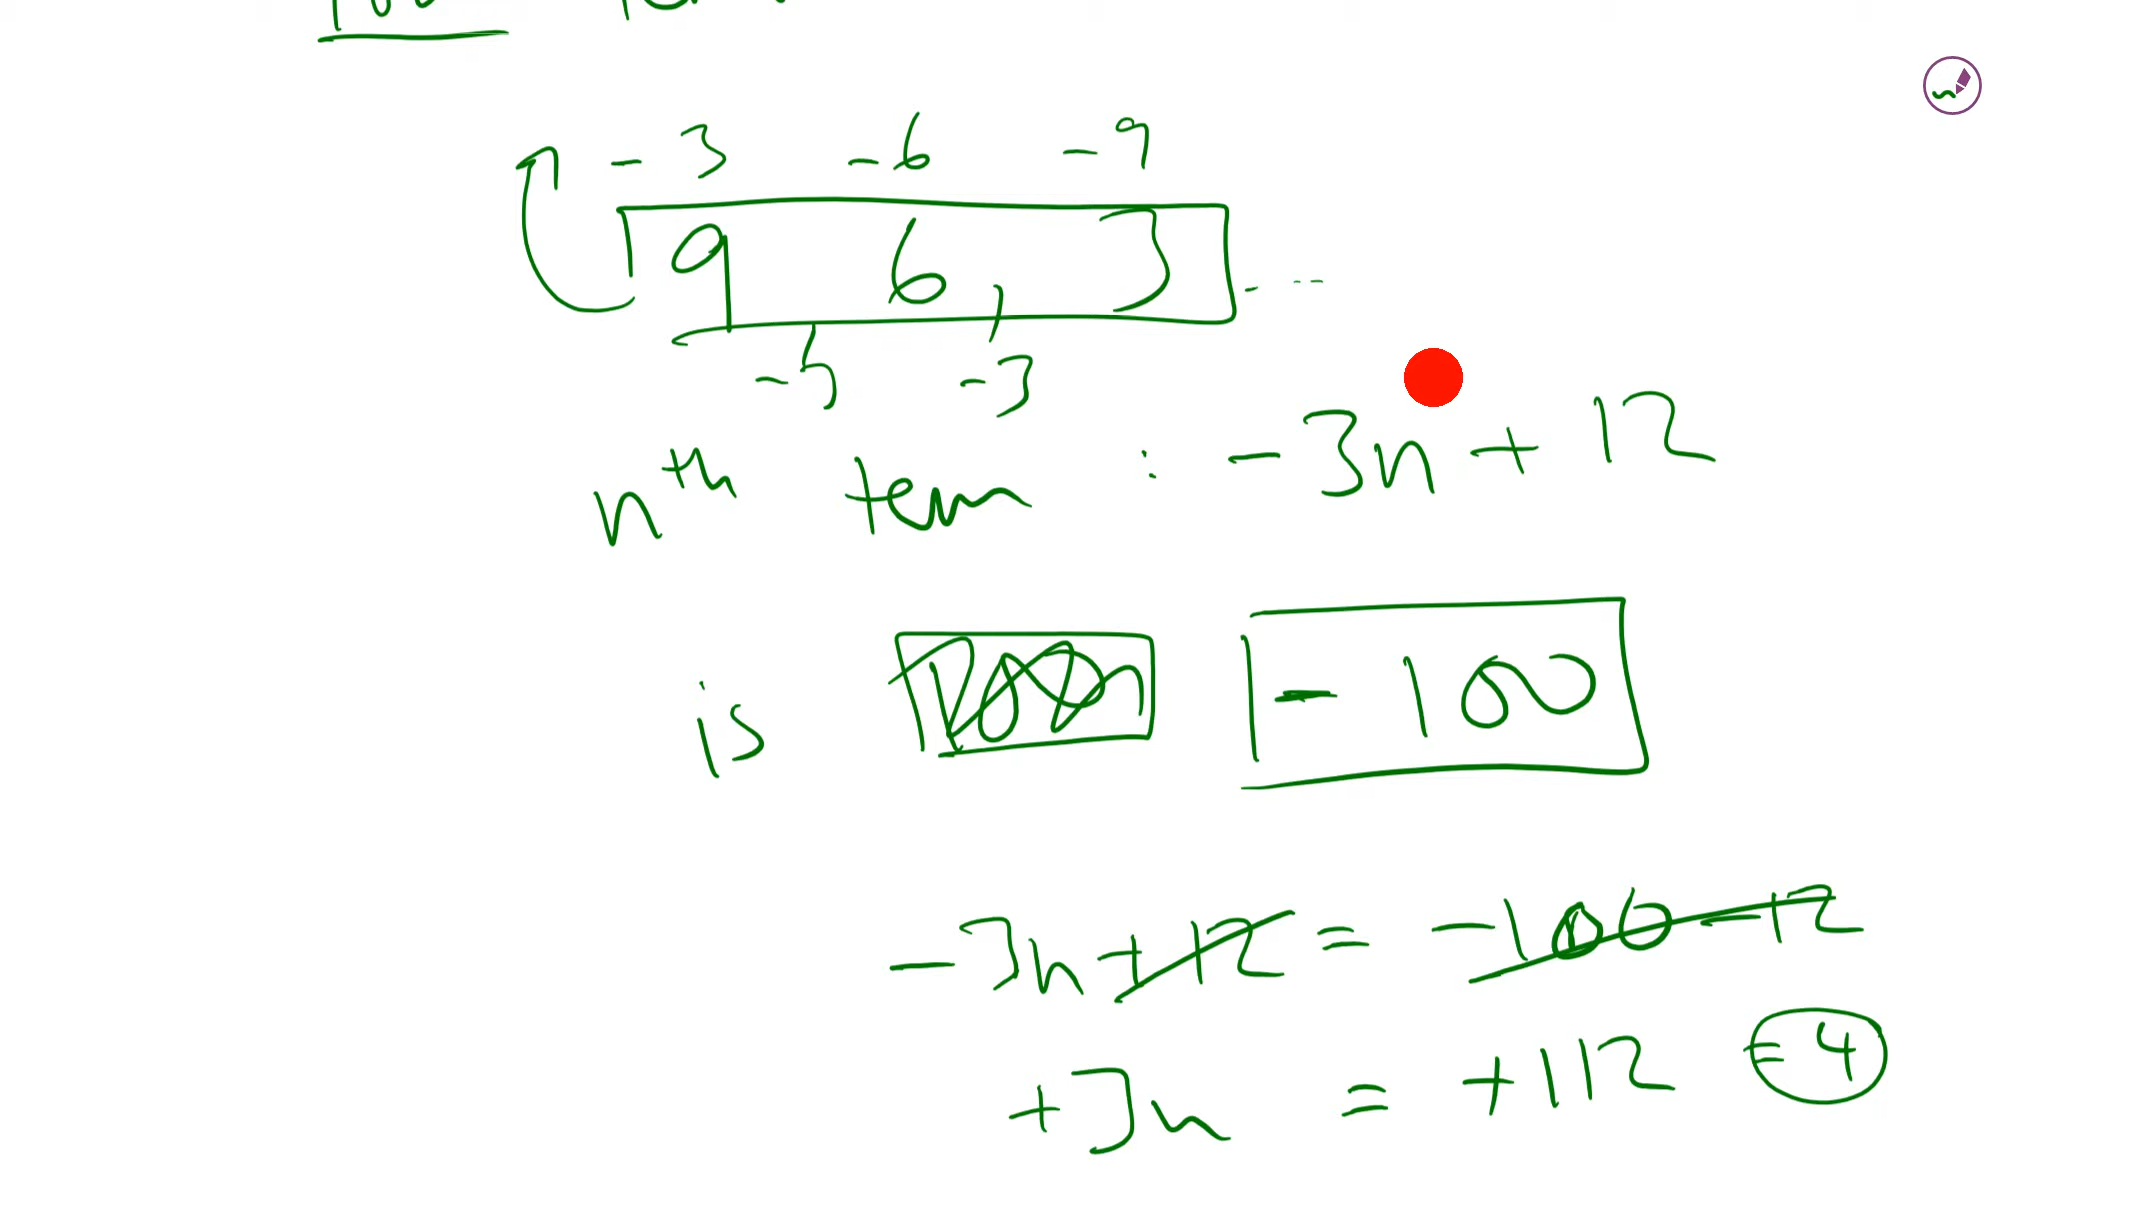 - 3 - 6 - 9
9 6, 3 - --
-3 -3
nth term : -3n + 12
is - 100
-3n + 12 = -100 - 12
+3n = +112 = 4